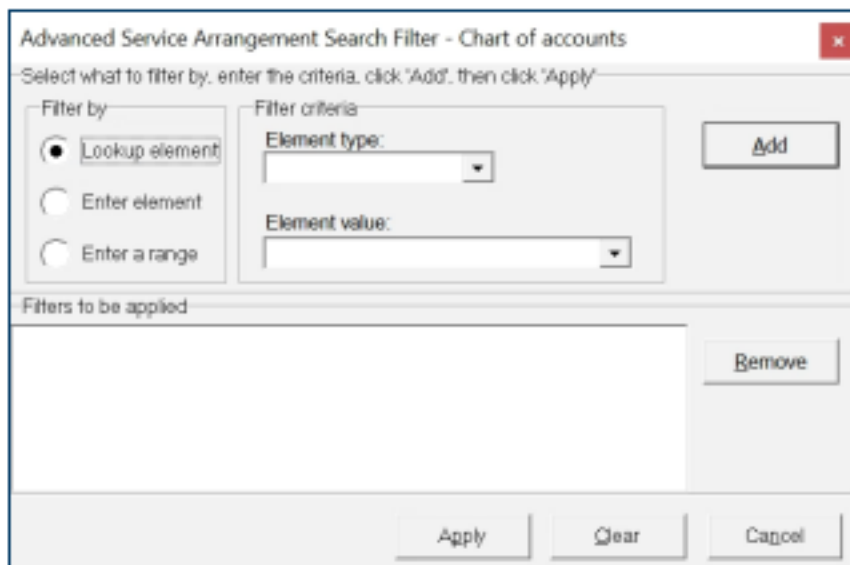 Advanced Service Arrangement Search Filter - Chart of accounts
Select what to filter by, enter the criteria, click 'Add', then click 'Apply'
Filter by
Lookup element
Enter element
Enter a range
Filter criteria
Element type:
Element value:
Add
Filters to be applied
Remove
Apply
Clear
Cancel